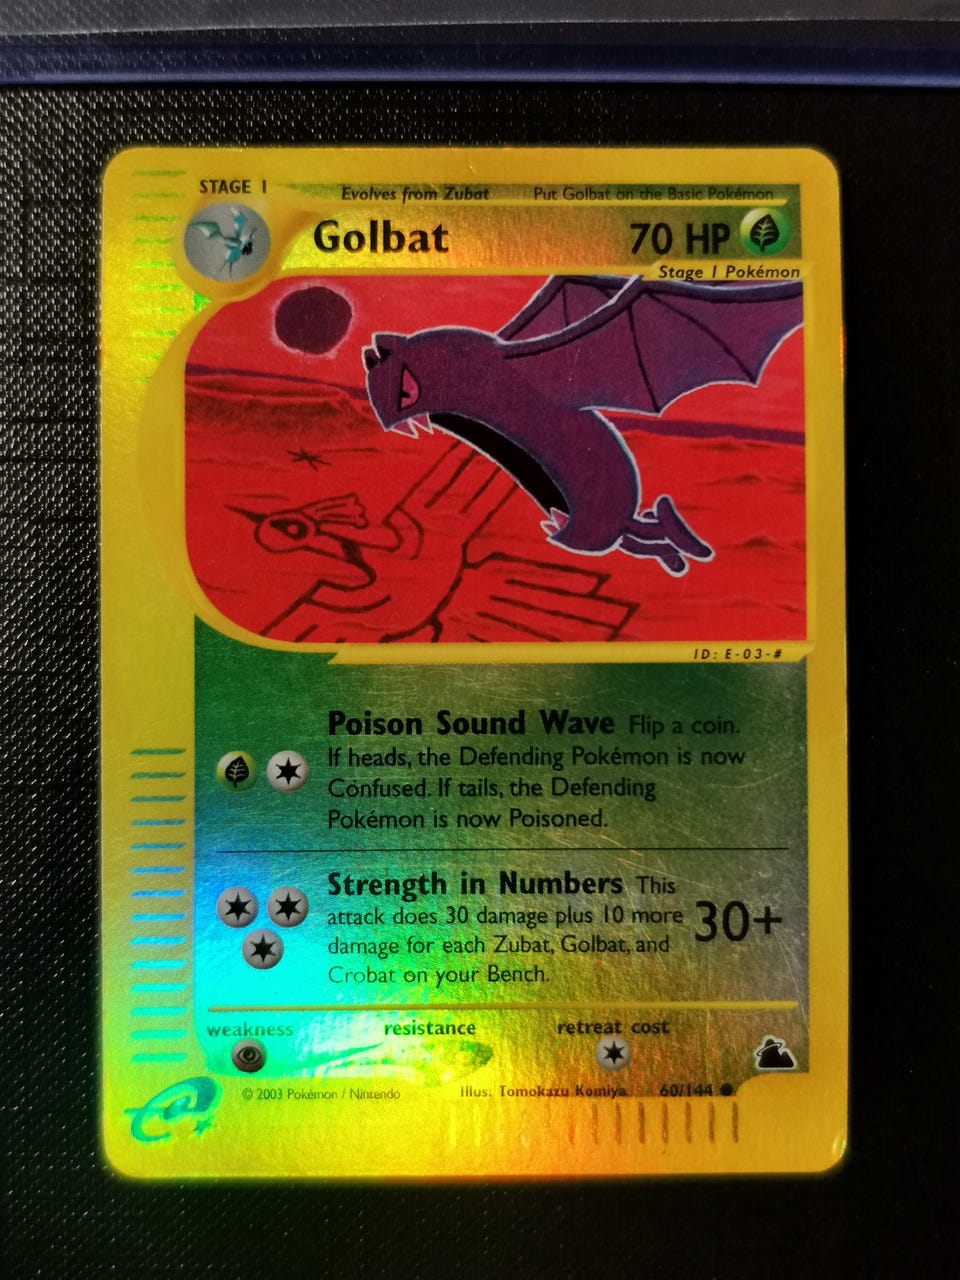 STAGE 1
Evolves from Zubat Put Golbat on the Basic Pokémon
Golbat 70 HP
Stage 1 Pokémon
ID: E-03-#
Poison Sound Wave Flip a coin.
If heads, the Defending Pokémon is now
Confused. If tails, the Defending
Pokémon is now Poisoned.
Strength in Numbers This
attack does 30 damage plus 10 more
damage for each Zubat, Golbat, and
Crobat on your Bench.
30+
weakness resistance retreat cost
© 2003 Pokémon / Nintendo Illus. Tomokazu Komiya 60/144
e